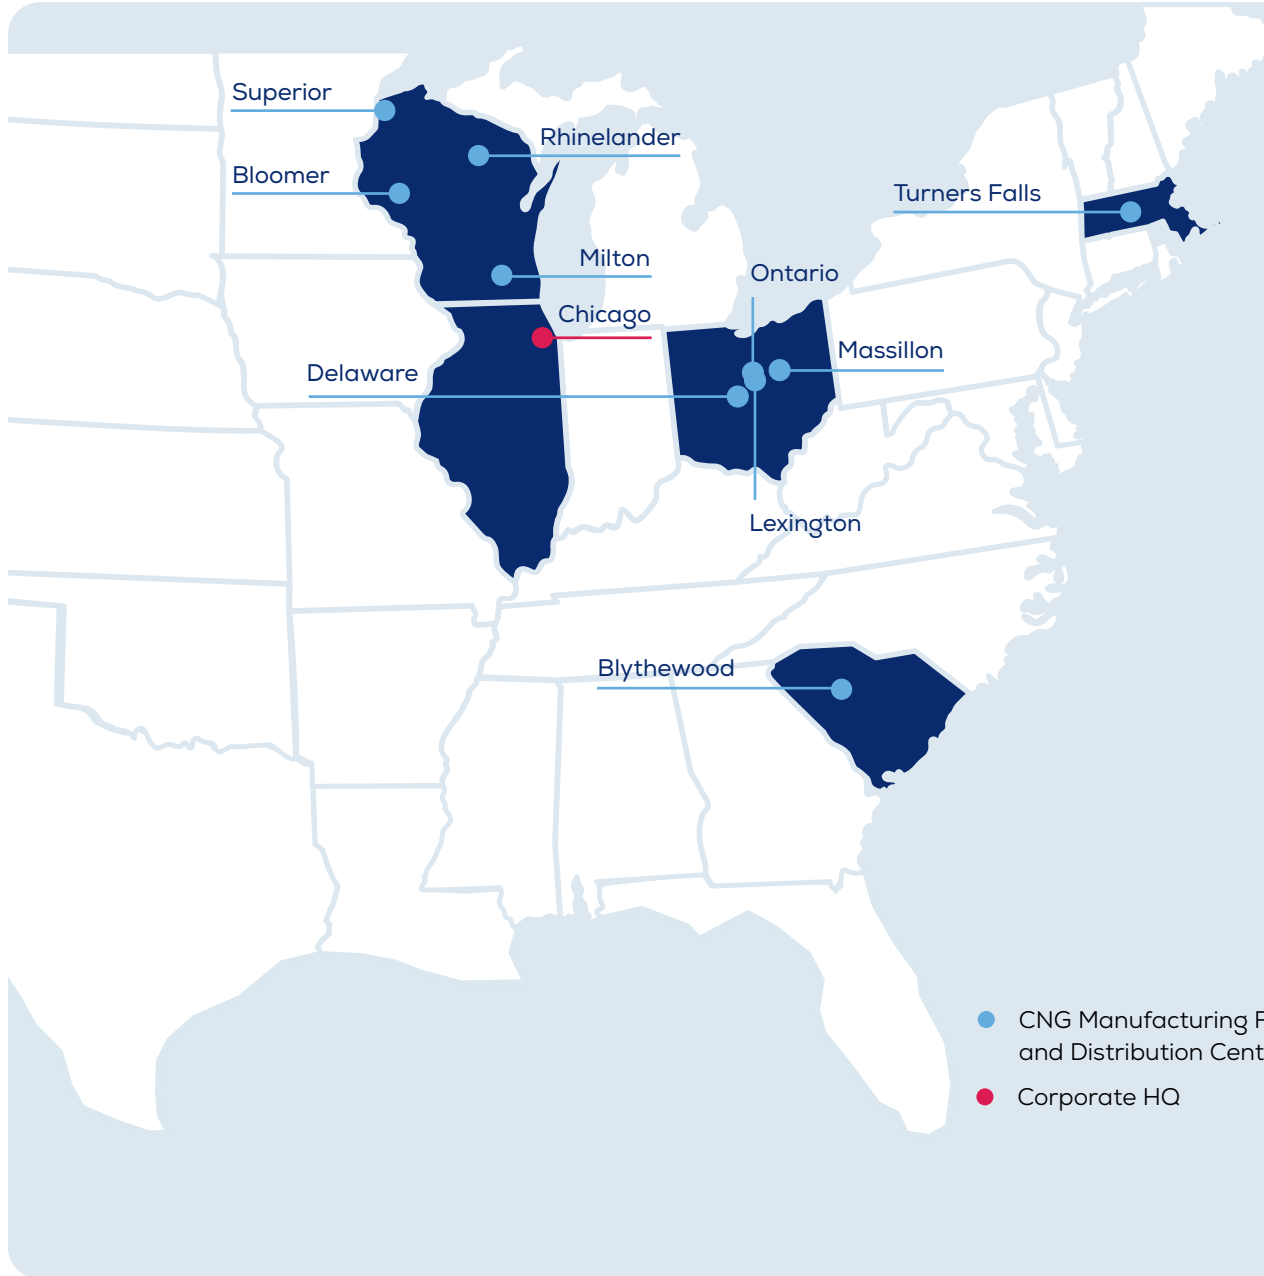 Superior
Rhinelander
Bloomer
Turners Falls
Milton
Ontario
Chicago
Massillon
Delaware
Lexington
Blythewood
CNG Manufacturing
and Distribution
Corporate HQ